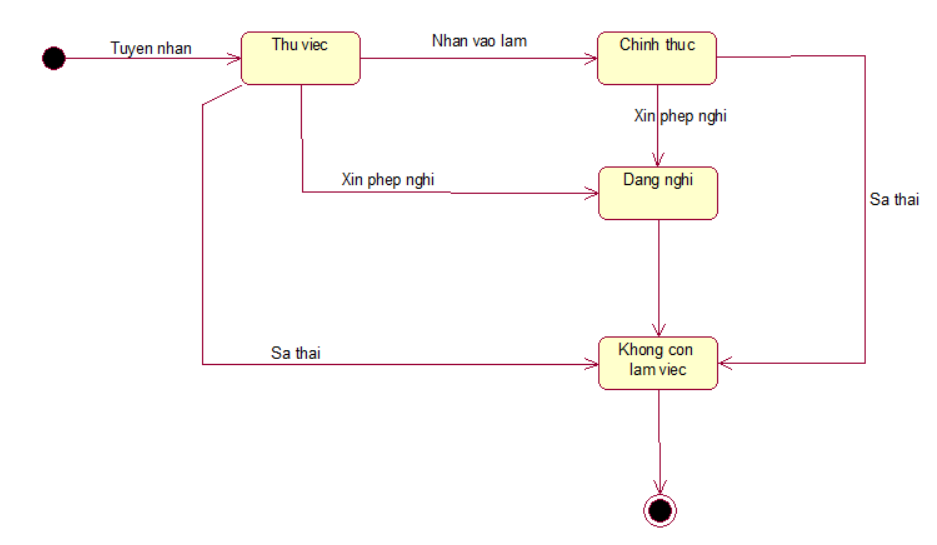 Tuyen nhan
Thu viec
Nhan vao lam
Chinh thuc
Xin phep nghi
Xin phep nghi
Dang nghi
Sa thai
Sa thai
Khong con
lam viec